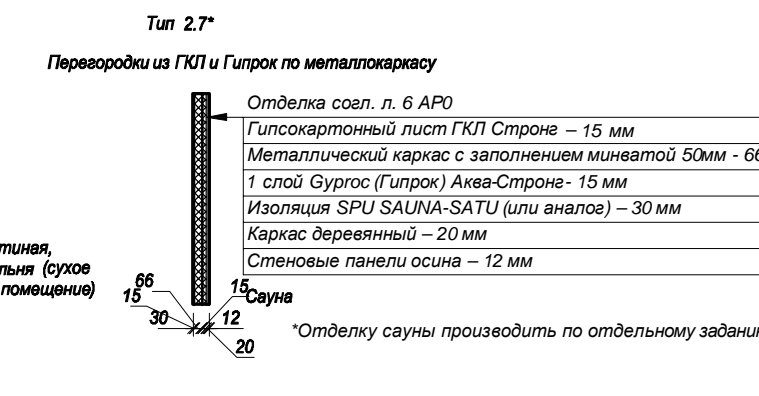 Тип 2.7*
Перегородки из ГКЛ и Гипрок по металлокаркасу
Отделка согл. л. 6 АР0
Гипсокартонный лист ГКЛ Стронг – 15 мм
Металлический каркас с заполнением минватой 50мм - 66
1 слой Gyproc (Гипрок) Аква-Стронг- 15 мм
Изоляция SPU SAUNA-SATU (или аналог) – 30 мм
Каркас деревянный – 20 мм
Стеновые панели осина – 12 мм
(сухое
помещение)
66
15
15
Сауна
30
12
20
*Отделку сауны производить по отдельному